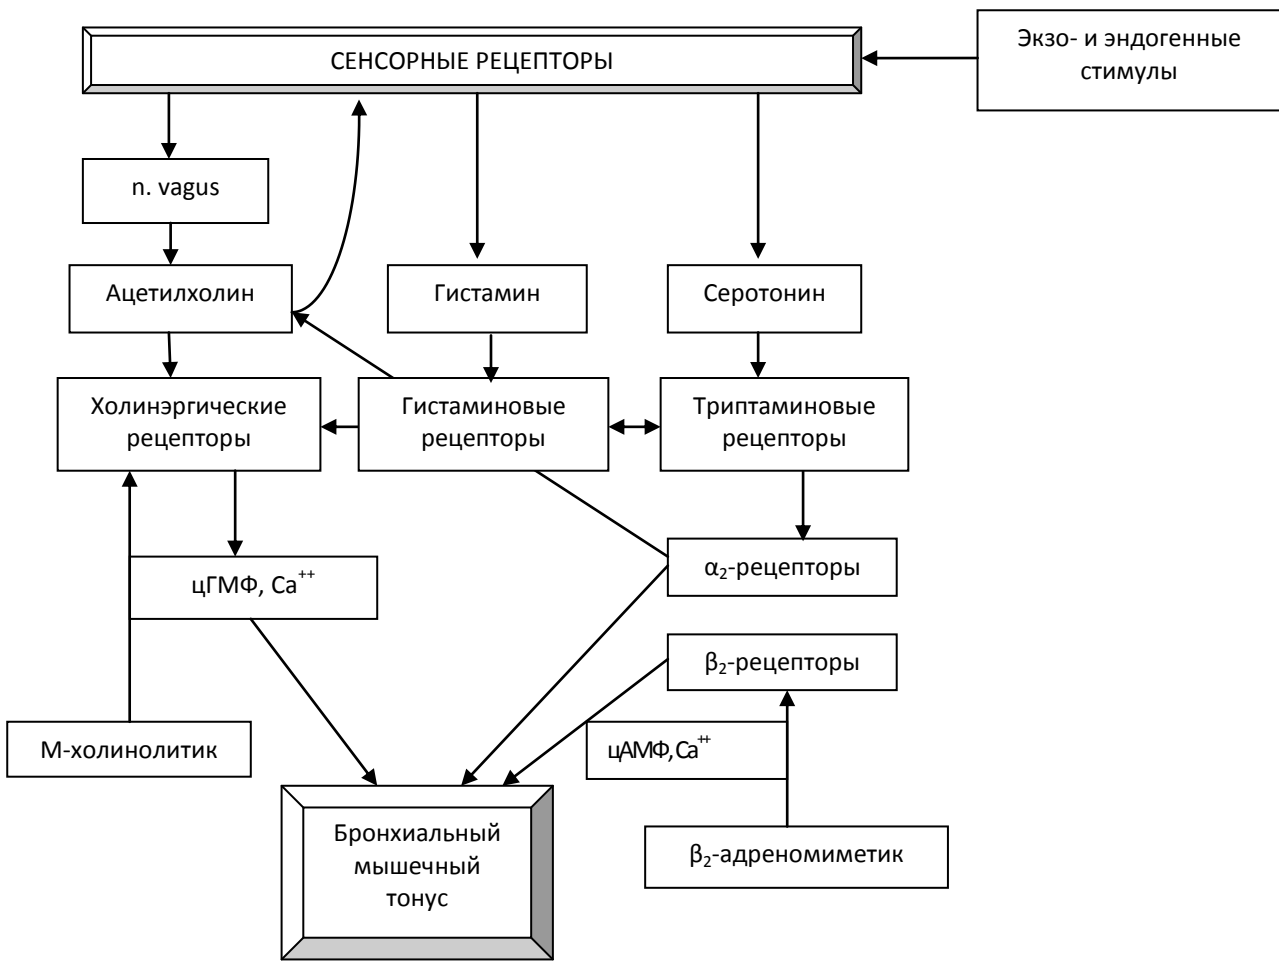 Экзо- и эндогенные
стимулы
СЕНСОРНЫЕ РЕЦЕПТОРЫ
n. vagus
Ацетилхолин
Гистамин
Серотонин
Холинэргические
рецепторы
Гистаминовые
рецепторы
Триптаминовые
рецепторы
цГМФ, Ca⁺⁺
α₂-рецепторы
β₂-рецепторы
М-холинолитик
цАМФ,Ca⁺⁺
Бронхиальный
мышечный
тонус
β₂-адреномиметик